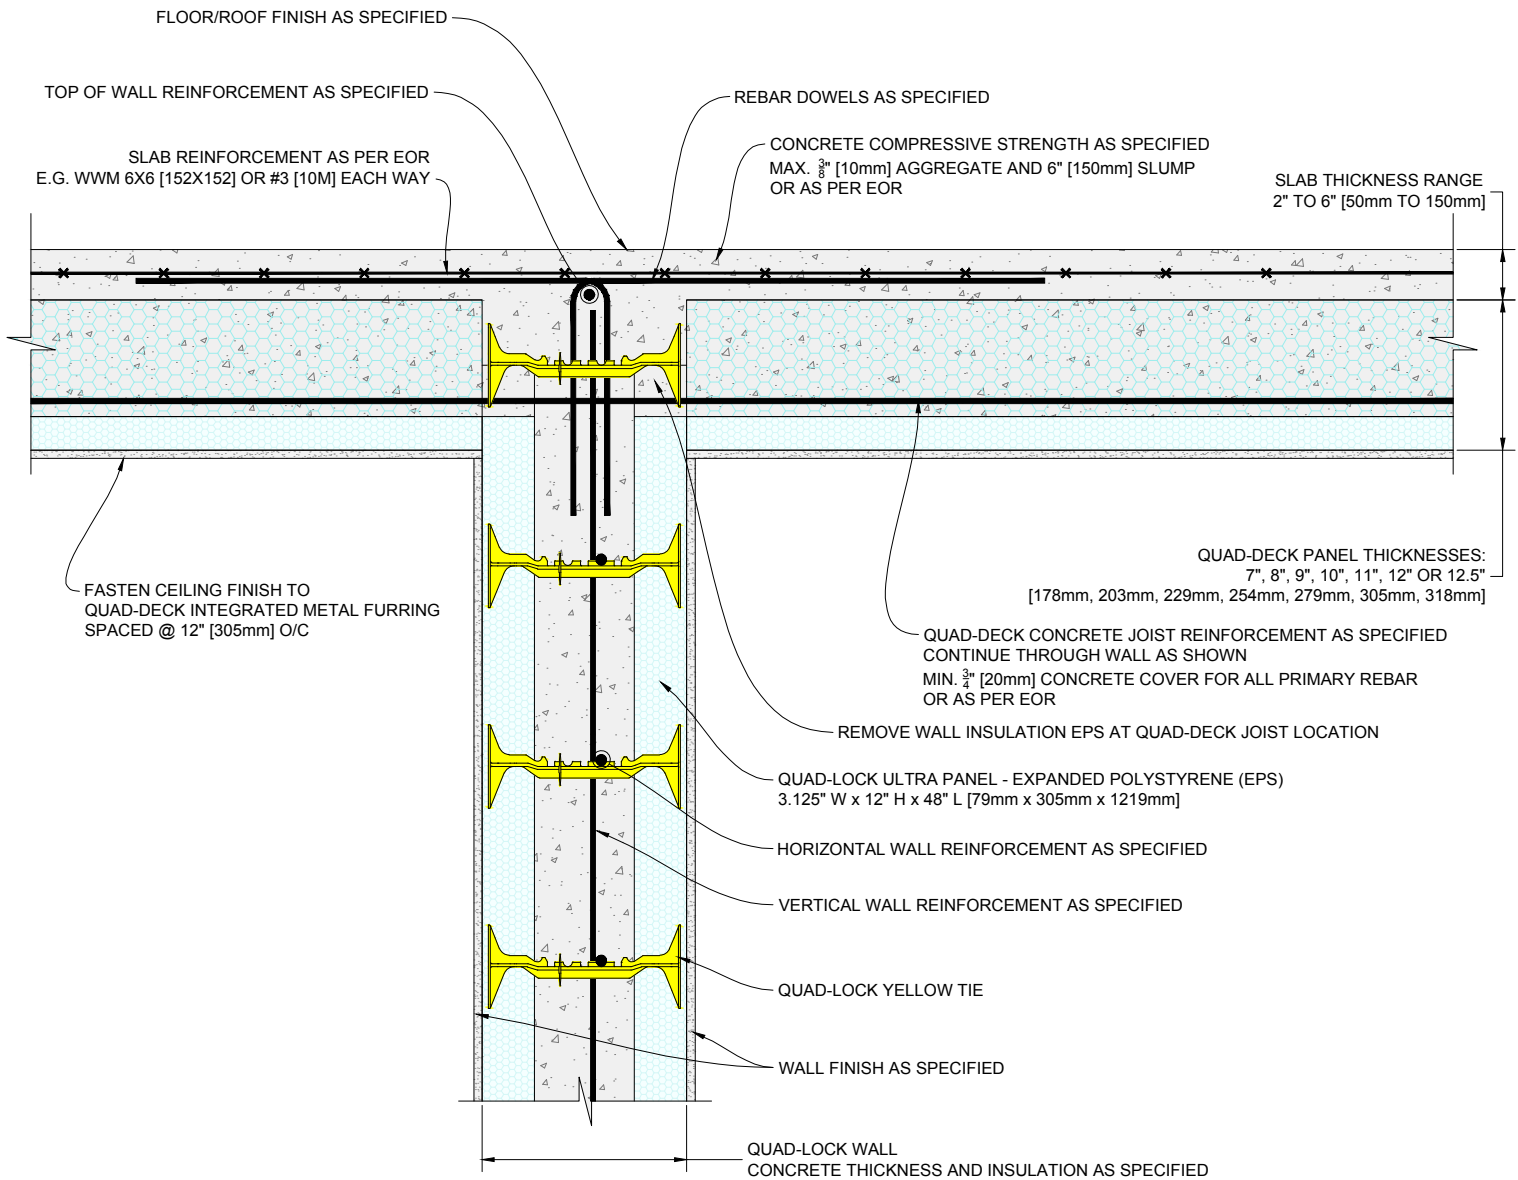 FLOOR/ROOF FINISH AS SPECIFIED
TOP OF WALL REINFORCEMENT AS SPECIFIED
REBAR DOWELS AS SPECIFIED
SLAB REINFORCEMENT AS PER EOR
E.G. WWM 6X6 [152X152] OR #3 [10M] EACH WAY
CONCRETE COMPRESSIVE STRENGTH AS SPECIFIED
MAX. 3/8" [10mm] AGGREGATE AND 6" [150mm] SLUMP
OR AS PER EOR
SLAB THICKNESS RANGE
2" TO 6" [50mm TO 150mm]
QUAD-DECK PANEL THICKNESSES:
7", 8", 9", 10", 11", 12" OR 12.5"
[178mm, 203mm, 229mm, 254mm, 279mm, 305mm, 318mm]
FASTEN CEILING FINISH TO
QUAD-DECK INTEGRATED METAL FURRING
SPACED @ 12" [305mm] O/C
QUAD-DECK CONCRETE JOIST REINFORCEMENT AS SPECIFIED
CONTINUE THROUGH WALL AS SHOWN
MIN. 3/4" [20mm] CONCRETE COVER FOR ALL PRIMARY REBAR
OR AS PER EOR
REMOVE WALL INSULATION EPS AT QUAD-DECK JOIST LOCATION
QUAD-LOCK ULTRA PANEL - EXPANDED POLYSTYRENE (EPS)
3.125" W x 12" H x 48" L [79mm x 305mm x 1219mm]
HORIZONTAL WALL REINFORCEMENT AS SPECIFIED
VERTICAL WALL REINFORCEMENT AS SPECIFIED
QUAD-LOCK YELLOW TIE
WALL FINISH AS SPECIFIED
QUAD-LOCK WALL
CONCRETE THICKNESS AND INSULATION AS SPECIFIED